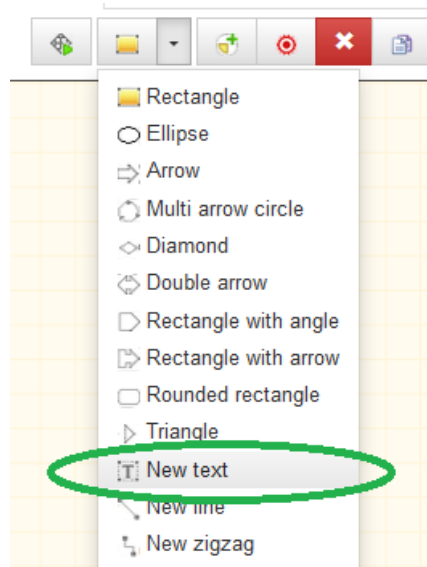 Rectangle
Ellipse
Arrow
Multi arrow circle
Diamond
Double arrow
Rectangle with angle
Rectangle with arrow
Rounded rectangle
Triangle
New text
New line
New zigzag